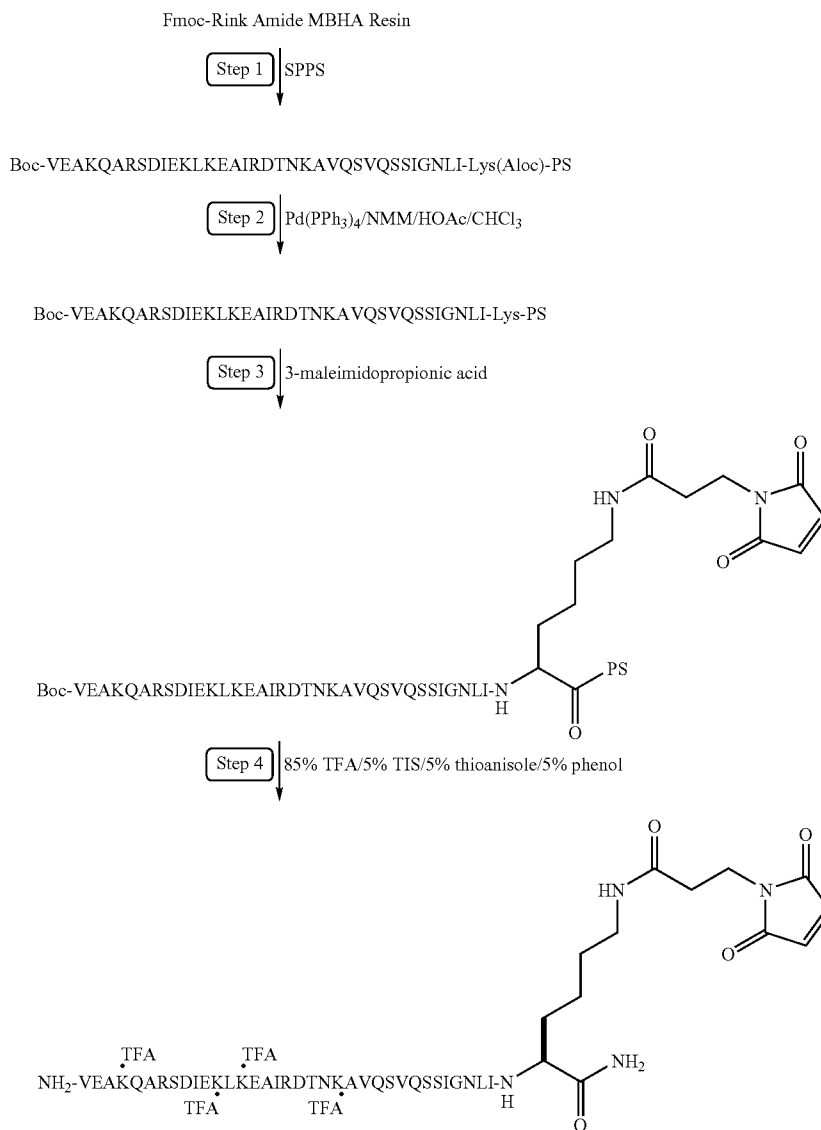 Fmoc-Rink Amide MBHA Resin
Step 1 SPPS
Boc-VEAKQARSDIEKLKEAIRDTNKAVQSVQSSIGNLI-Lys(Aloc)-PS
Step 2 Pd(PPh3)4/NMM/HOAc/CHCl3
Boc-VEAKQARSDIEKLKEAIRDTNKAVQSVQSSIGNLI-Lys-PS
Step 3 3-maleimidopropionic acid
O
O
HN
N
O
PS
Boc-VEAKQARSDIEKLKEAIRDTNKAVQSVQSSIGNLI-N
H
O
Step 4 85% TFA/5% TIS/5% thioanisole/5% phenol
O
O
HN
N
O
TFA TFA
NH2
NH2-VEAKQARSDIEKLKEAIRDTNKAVQSVQSSIGNLI-N
H
TFA TFA
O